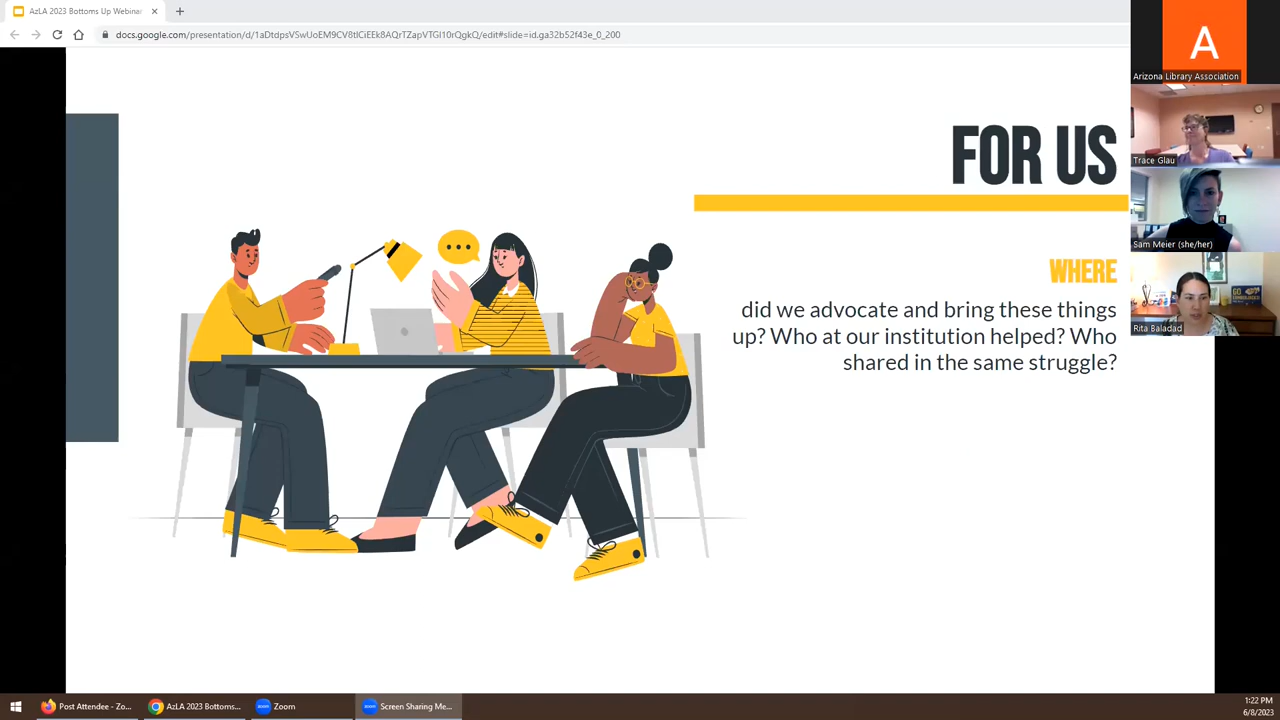 AzLA 2023 Bottoms Up Webinar
docs.google.com/presentation/d/1aDtdpsVSwUoEM9CV8tlCiEEk8AQrTZapVTGl10rQgkQ/edit#slide=id.ga32b52f43e_0_200
A
Arizona Library Association
FOR US
Trace Glau
Sam Meier (she/her)
WHERE
did we advocate and bring these things
up? Who at our institution helped? Who
shared in the same struggle?
Rita Baladad
Post Attendee - Zo...
AzLA 2023 Bottoms...
Zoom
Screen Sharing Me...
1:22 PM
6/8/2023